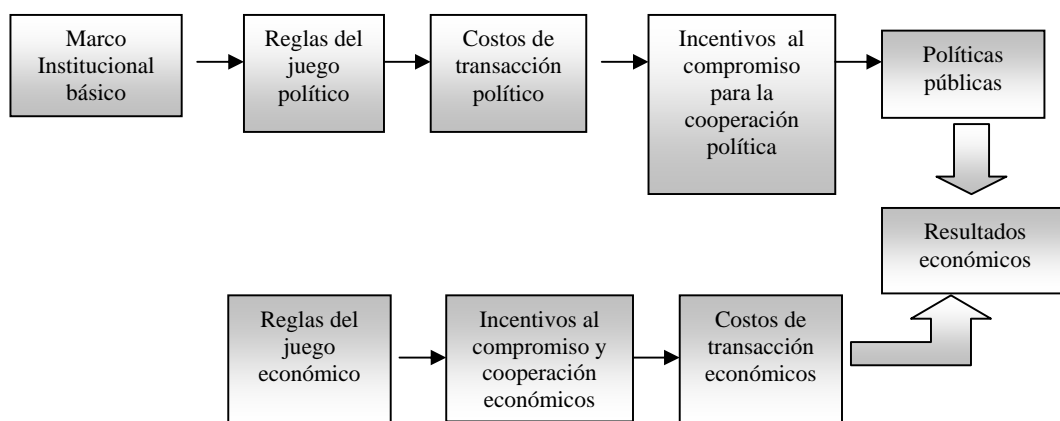 Marco
Institucional
básico
Reglas del
juego
político
Costos de
transacción
político
Incentivos al
compromiso
para la
cooperación
política
Políticas
públicas
Resultados
económicos
Reglas del
juego
económico
Incentivos al
compromiso y
cooperación
económicos
Costos de
transacción
económicos